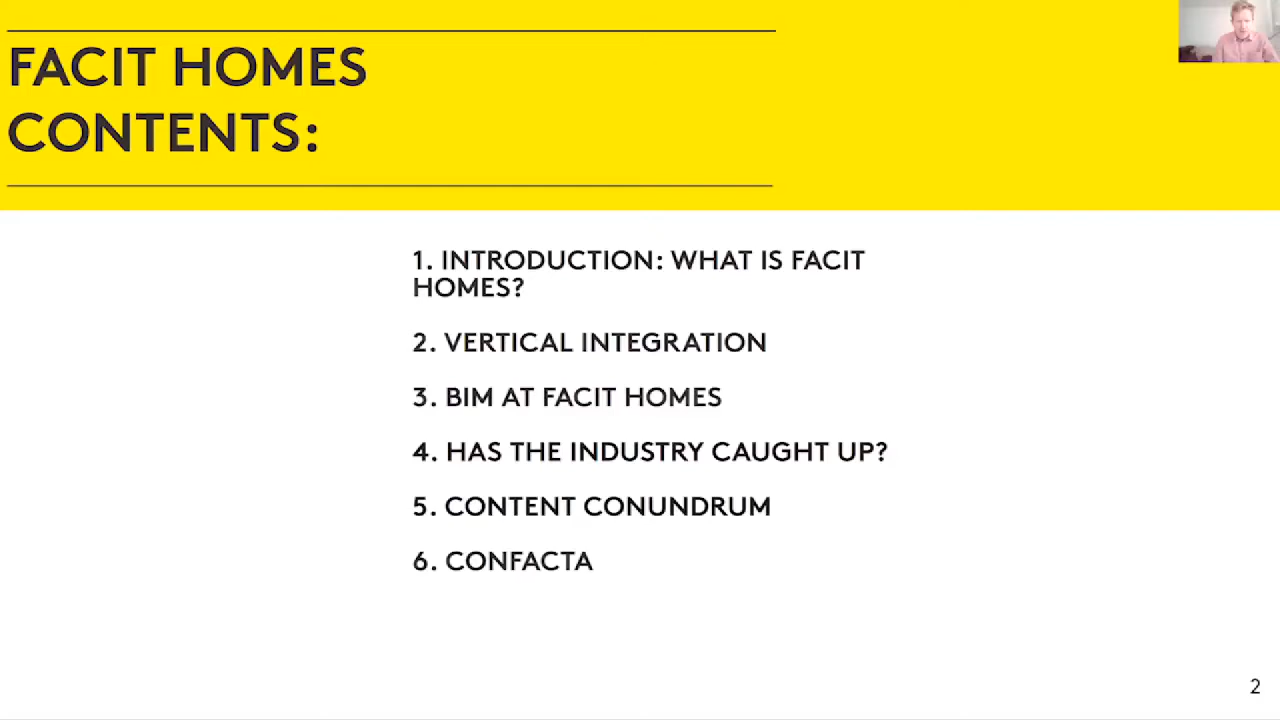 FACIT HOMES
CONTENTS:
1. INTRODUCTION: WHAT IS FACIT
HOMES?
2. VERTICAL INTEGRATION
3. BIM AT FACIT HOMES
4. HAS THE INDUSTRY CAUGHT UP?
5. CONTENT CONUNDRUM
6. CONFACTA
2